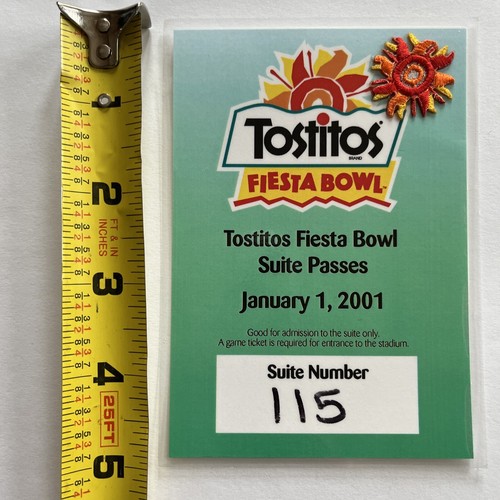 Tostitos
BRAND
FIESTA BOWL
Tostitos Fiesta Bowl
Suite Passes
January 1, 2001
Good for admission to the suite only.
A game ticket is required for entrance to the stadium.
Suite Number
115
1
2
FT & IN
INCHES
3
4
25FT
5